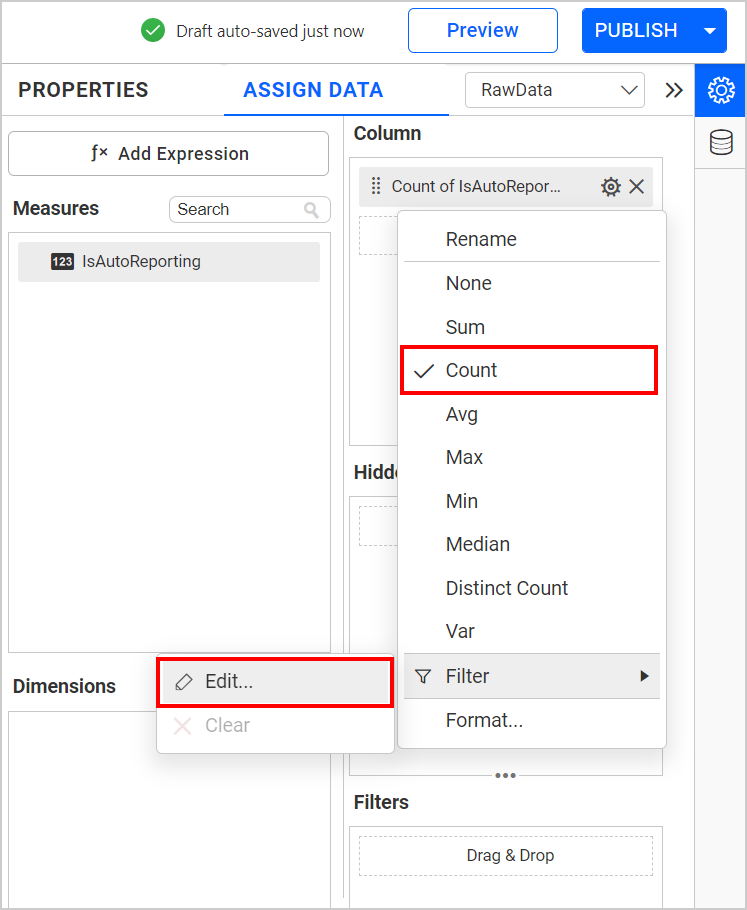 Draft auto-saved just now
Preview
PUBLISH
PROPERTIES
ASSIGN DATA
RawData
ƒ× Add Expression
Measures
Search
123 IsAutoReporting
Dimensions
Column
Count of IsAutoRepor...
Rename
None
Sum
Count
Avg
Max
Min
Median
Distinct Count
Var
Filter
Format...
Edit...
Clear
Filters
Drag & Drop